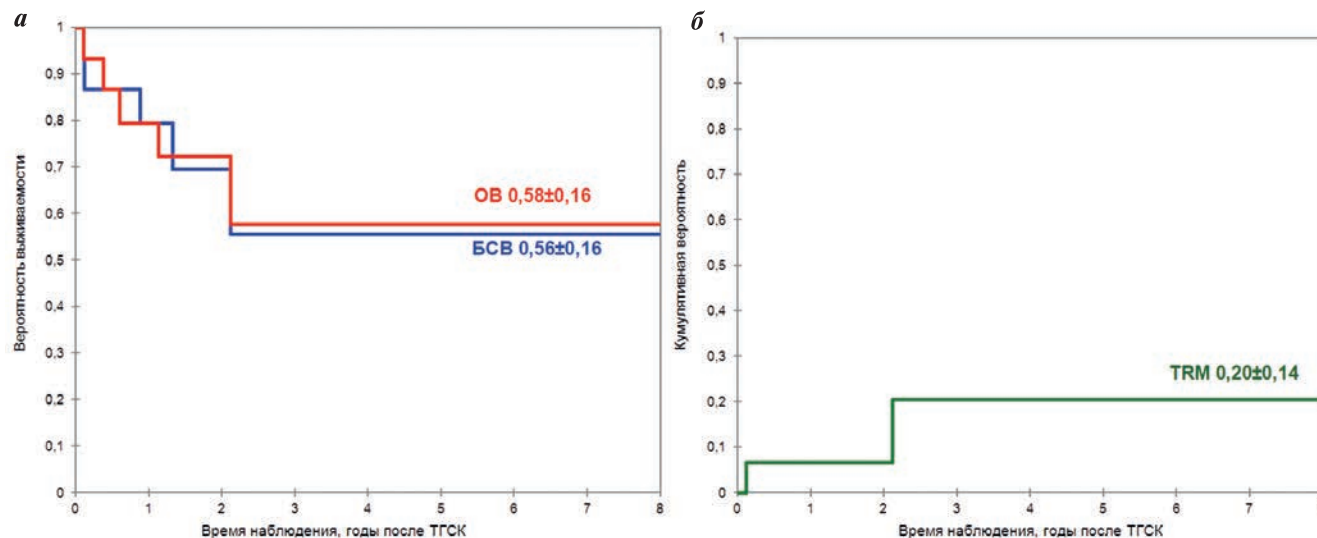 а
Вероятность выживаемости
1
0,9
0,8
0,7
0,6
0,5
0,4
0,3
0,2
0,1
0
ОВ 0,58±0,16
БСВ 0,56±0,16
0 1 2 3 4 5 6 7 8
Время наблюдения, годы после ТГСК
б
Кумулятивная вероятность
1
0,9
0,8
0,7
0,6
0,5
0,4
0,3
0,2
0,1
0
TRM 0,20±0,14
0 1 2 3 4 5 6 7
Время наблюдения, годы после ТГСК